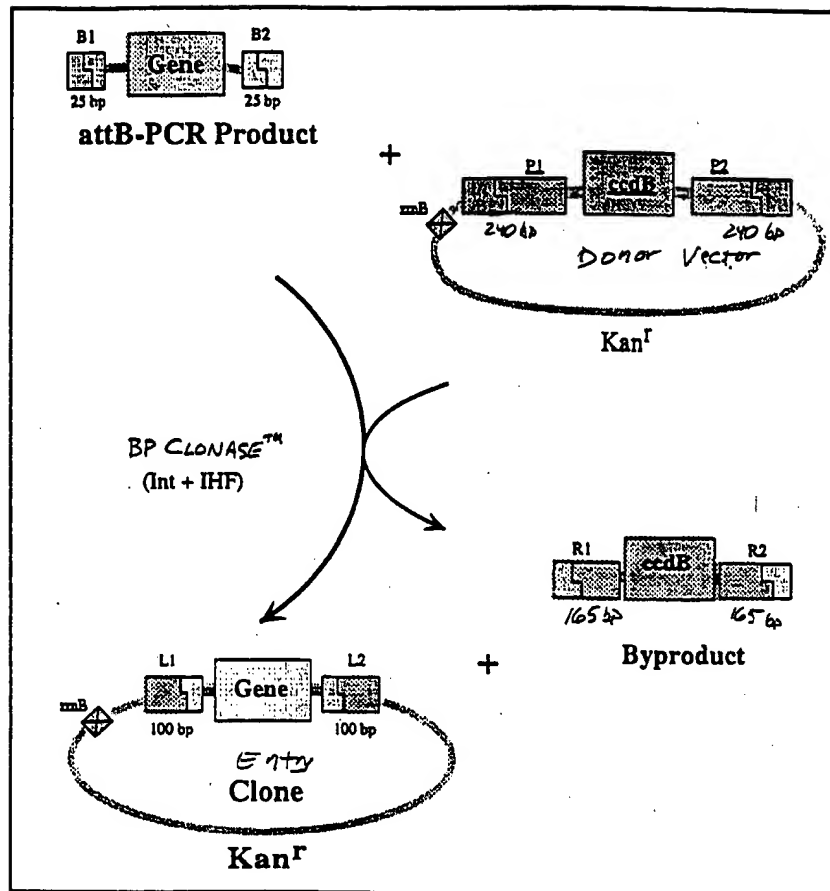 B1 B2
Gene
25 bp 25 bp
attB-PCR Product
+
P1 ccdB P2
rrnB
240 bp 240 bp
Donor Vector
Kanʳ
BP CLONASE™
(Int + IHF)
R1 ccdB R2
165 bp 165 bp
Byproduct
+
L1 L2
Gene
rrnB
100 bp 100 bp
Entry
Clone
Kanʳ